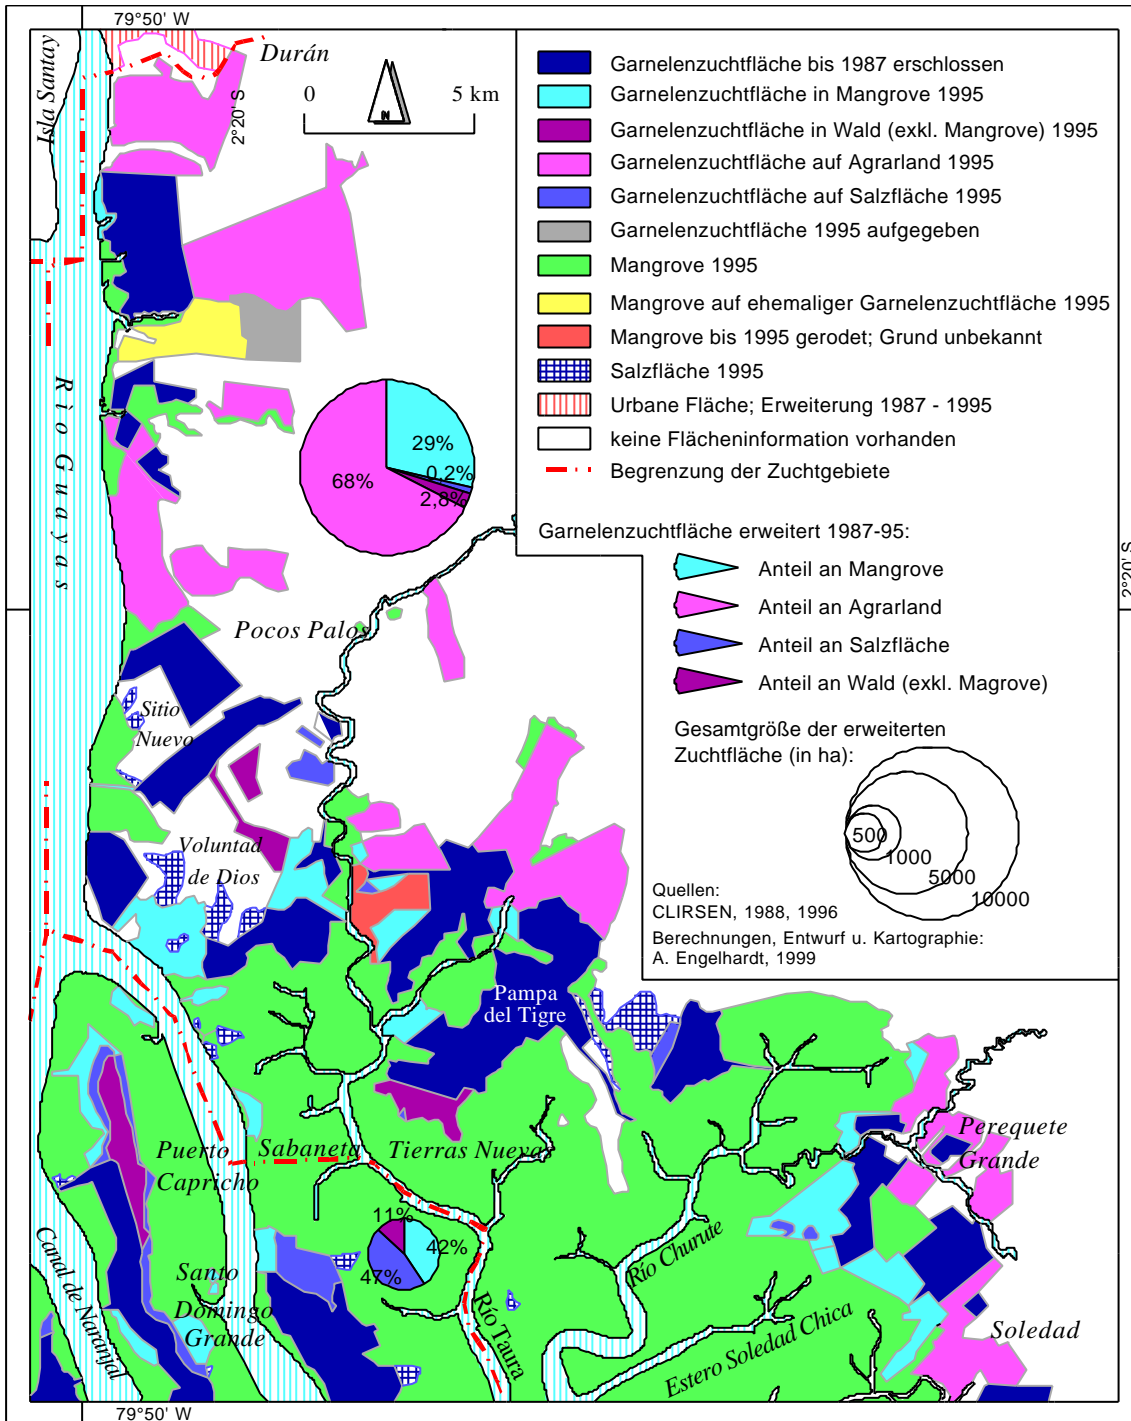 79°50' W
Isla Santay
Durán
2°20' S
0 5 km
N
Garnelenzuchtfläche bis 1987 erschlossen
Garnelenzuchtfläche in Mangrove 1995
Garnelenzuchtfläche in Wald (exkl. Mangrove) 1995
Garnelenzuchtfläche auf Agrarland 1995
Garnelenzuchtfläche auf Salzfläche 1995
Garnelenzuchtfläche 1995 aufgegeben
Mangrove 1995
Mangrove auf ehemaliger Garnelenzuchtfläche 1995
Mangrove bis 1995 gerodet; Grund unbekannt
Salzfläche 1995
Urbane Fläche; Erweiterung 1987 - 1995
keine Flächeninformation vorhanden
Begrenzung der Zuchtgebiete
Garnelenzuchtfläche erweitert 1987-95:
Anteil an Mangrove
Anteil an Agrarland
Anteil an Salzfläche
Anteil an Wald (exkl. Magrove)
Gesamtgröße der erweiterten
Zuchtfläche (in ha):
500
1000
5000
10000
Quellen:
CLIRSEN, 1988, 1996
Berechnungen, Entwurf u. Kartographie:
A. Engelhardt, 1999
2°20' S
Rìo Guayas
29%
0,2%
2,8%
68%
Pocos Palos
Sitio
Nuevo
Voluntad
de Dios
Pampa
del Tigre
Puerto
Capricho
Sabaneta
Tierras Nuevas
Perequete
Grande
11%
42%
47%
Canal de Naranjal
Santo
Domingo
Grande
Río Taura
Río Churute
Estero Soledad Chica
Soledad
79°50' W